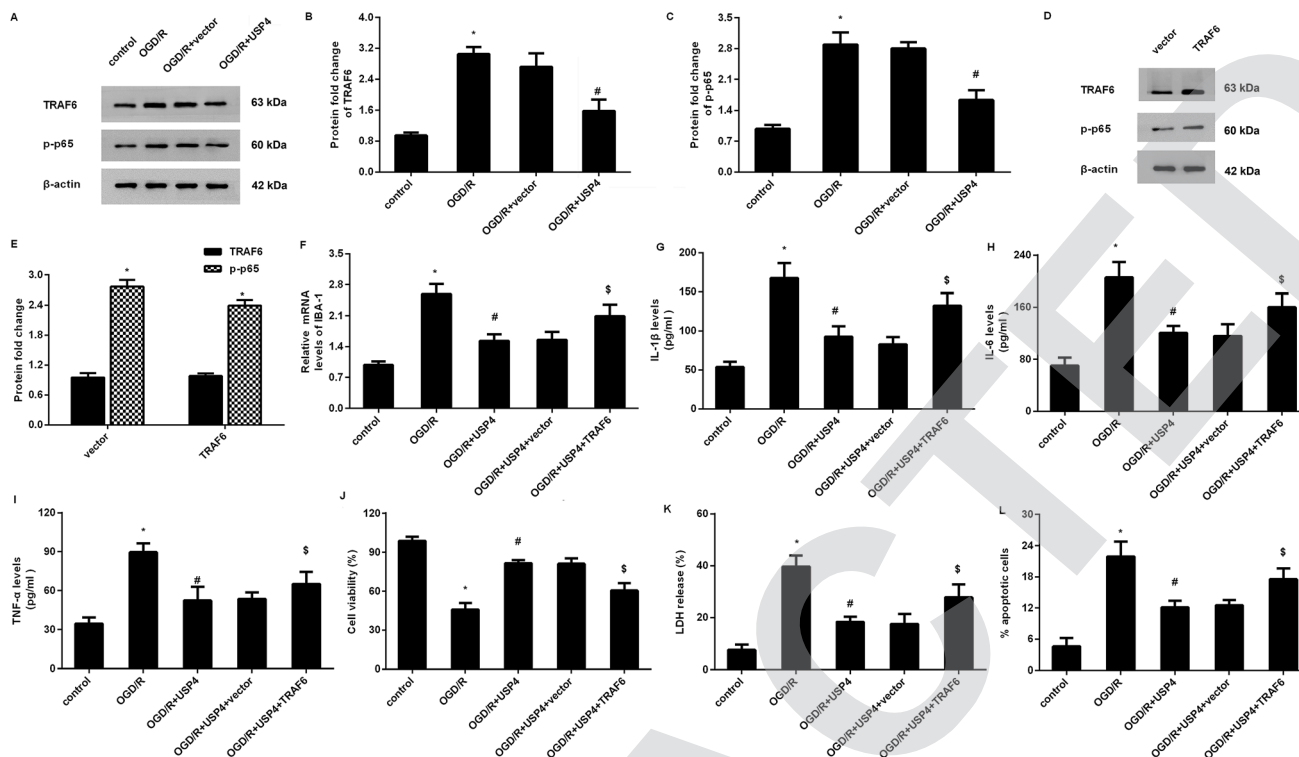 A
control
OGD/R
OGD/R+vector
OGD/R+USP4
TRAF6
63 kDa
p-p65
60 kDa
β-actin
42 kDa
B
Protein fold change
of TRAF6
4.0
3.2
2.4
1.6
0.8
0.0
*
#
control
OGD/R
OGD/R+vector
OGD/R+USP4
C
Protein fold change
of p-p65
3.5
2.8
2.1
1.4
0.7
0.0
*
#
control
OGD/R
OGD/R+vector
OGD/R+USP4
D
vector
TRAF6
TRAF6
63 kDa
p-p65
60 kDa
β-actin
42 kDa
E
TRAF6
p-p65
Protein fold change
3.0
2.4
1.8
1.2
0.6
0.0
*
*
vector
TRAF6
F
Relative mRNA
levels of IBA-1
3.5
2.8
2.1
1.4
0.7
0.0
*
#
$
control
OGD/R
OGD/R+USP4
OGD/R+USP4+vector
OGD/R+USP4+TRAF6
G
IL-1β levels
(pg/ml)
200
150
100
50
0
*
#
$
control
OGD/R
OGD/R+USP4
OGD/R+USP4+vector
OGD/R+USP4+TRAF6
H
IL-6 levels
(pg/ml)
240
160
80
0
*
#
$
control
OGD/R
OGD/R+USP4
OGD/R+USP4+vector
OGD/R+USP4+TRAF6
I
TNF-α levels
(pg/ml)
120
90
60
30
0
*
#
$
control
OGD/R
OGD/R+USP4
OGD/R+USP4+vector
OGD/R+USP4+TRAF6
J
Cell viability (%)
120
90
60
30
0
*
#
$
control
OGD/R
OGD/R+USP4
OGD/R+USP4+vector
OGD/R+USP4+TRAF6
K
LDH release (%)
60
40
20
0
*
#
$
control
OGD/R
OGD/R+USP4
OGD/R+USP4+vector
OGD/R+USP4+TRAF6
L
% apoptotic cells
30
24
18
12
6
0
*
#
$
control
OGD/R
OGD/R+USP4
OGD/R+USP4+vector
OGD/R+USP4+TRAF6